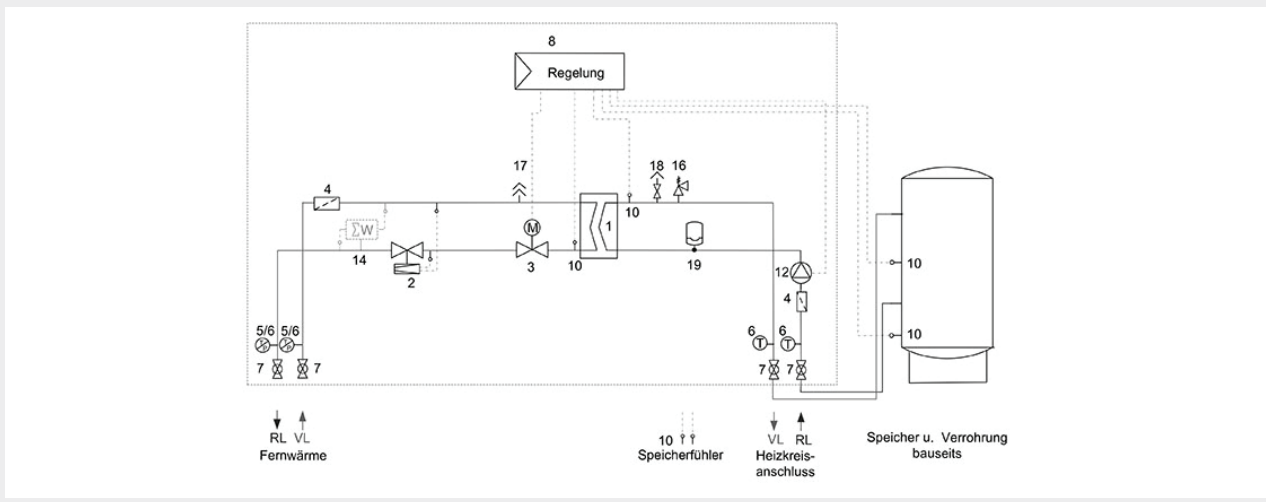 8
Regelung
17
18
16
4
ΣW
14
M
1
10
2
3
10
19
12
4
10
5/6
5/6
6
6
T
T
10
7
7
7
7
RL
VL
Fernwärme
10
Speicherfühler
VL
RL
Heizkreis-
anschluss
Speicher u. Verrohrung
bauseits